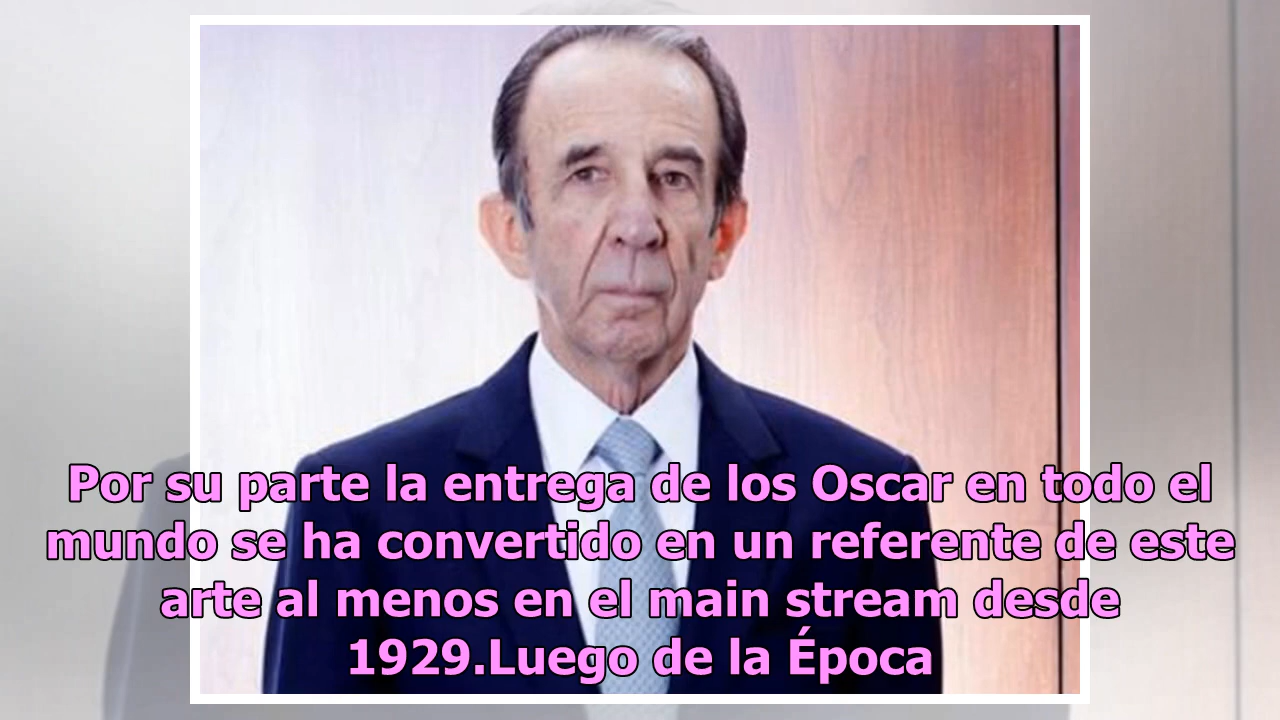 Por su parte la entrega de los Oscar en todo el
mundo se ha convertido en un referente de este
arte al menos en el main stream desde
1929.Luego de la Época